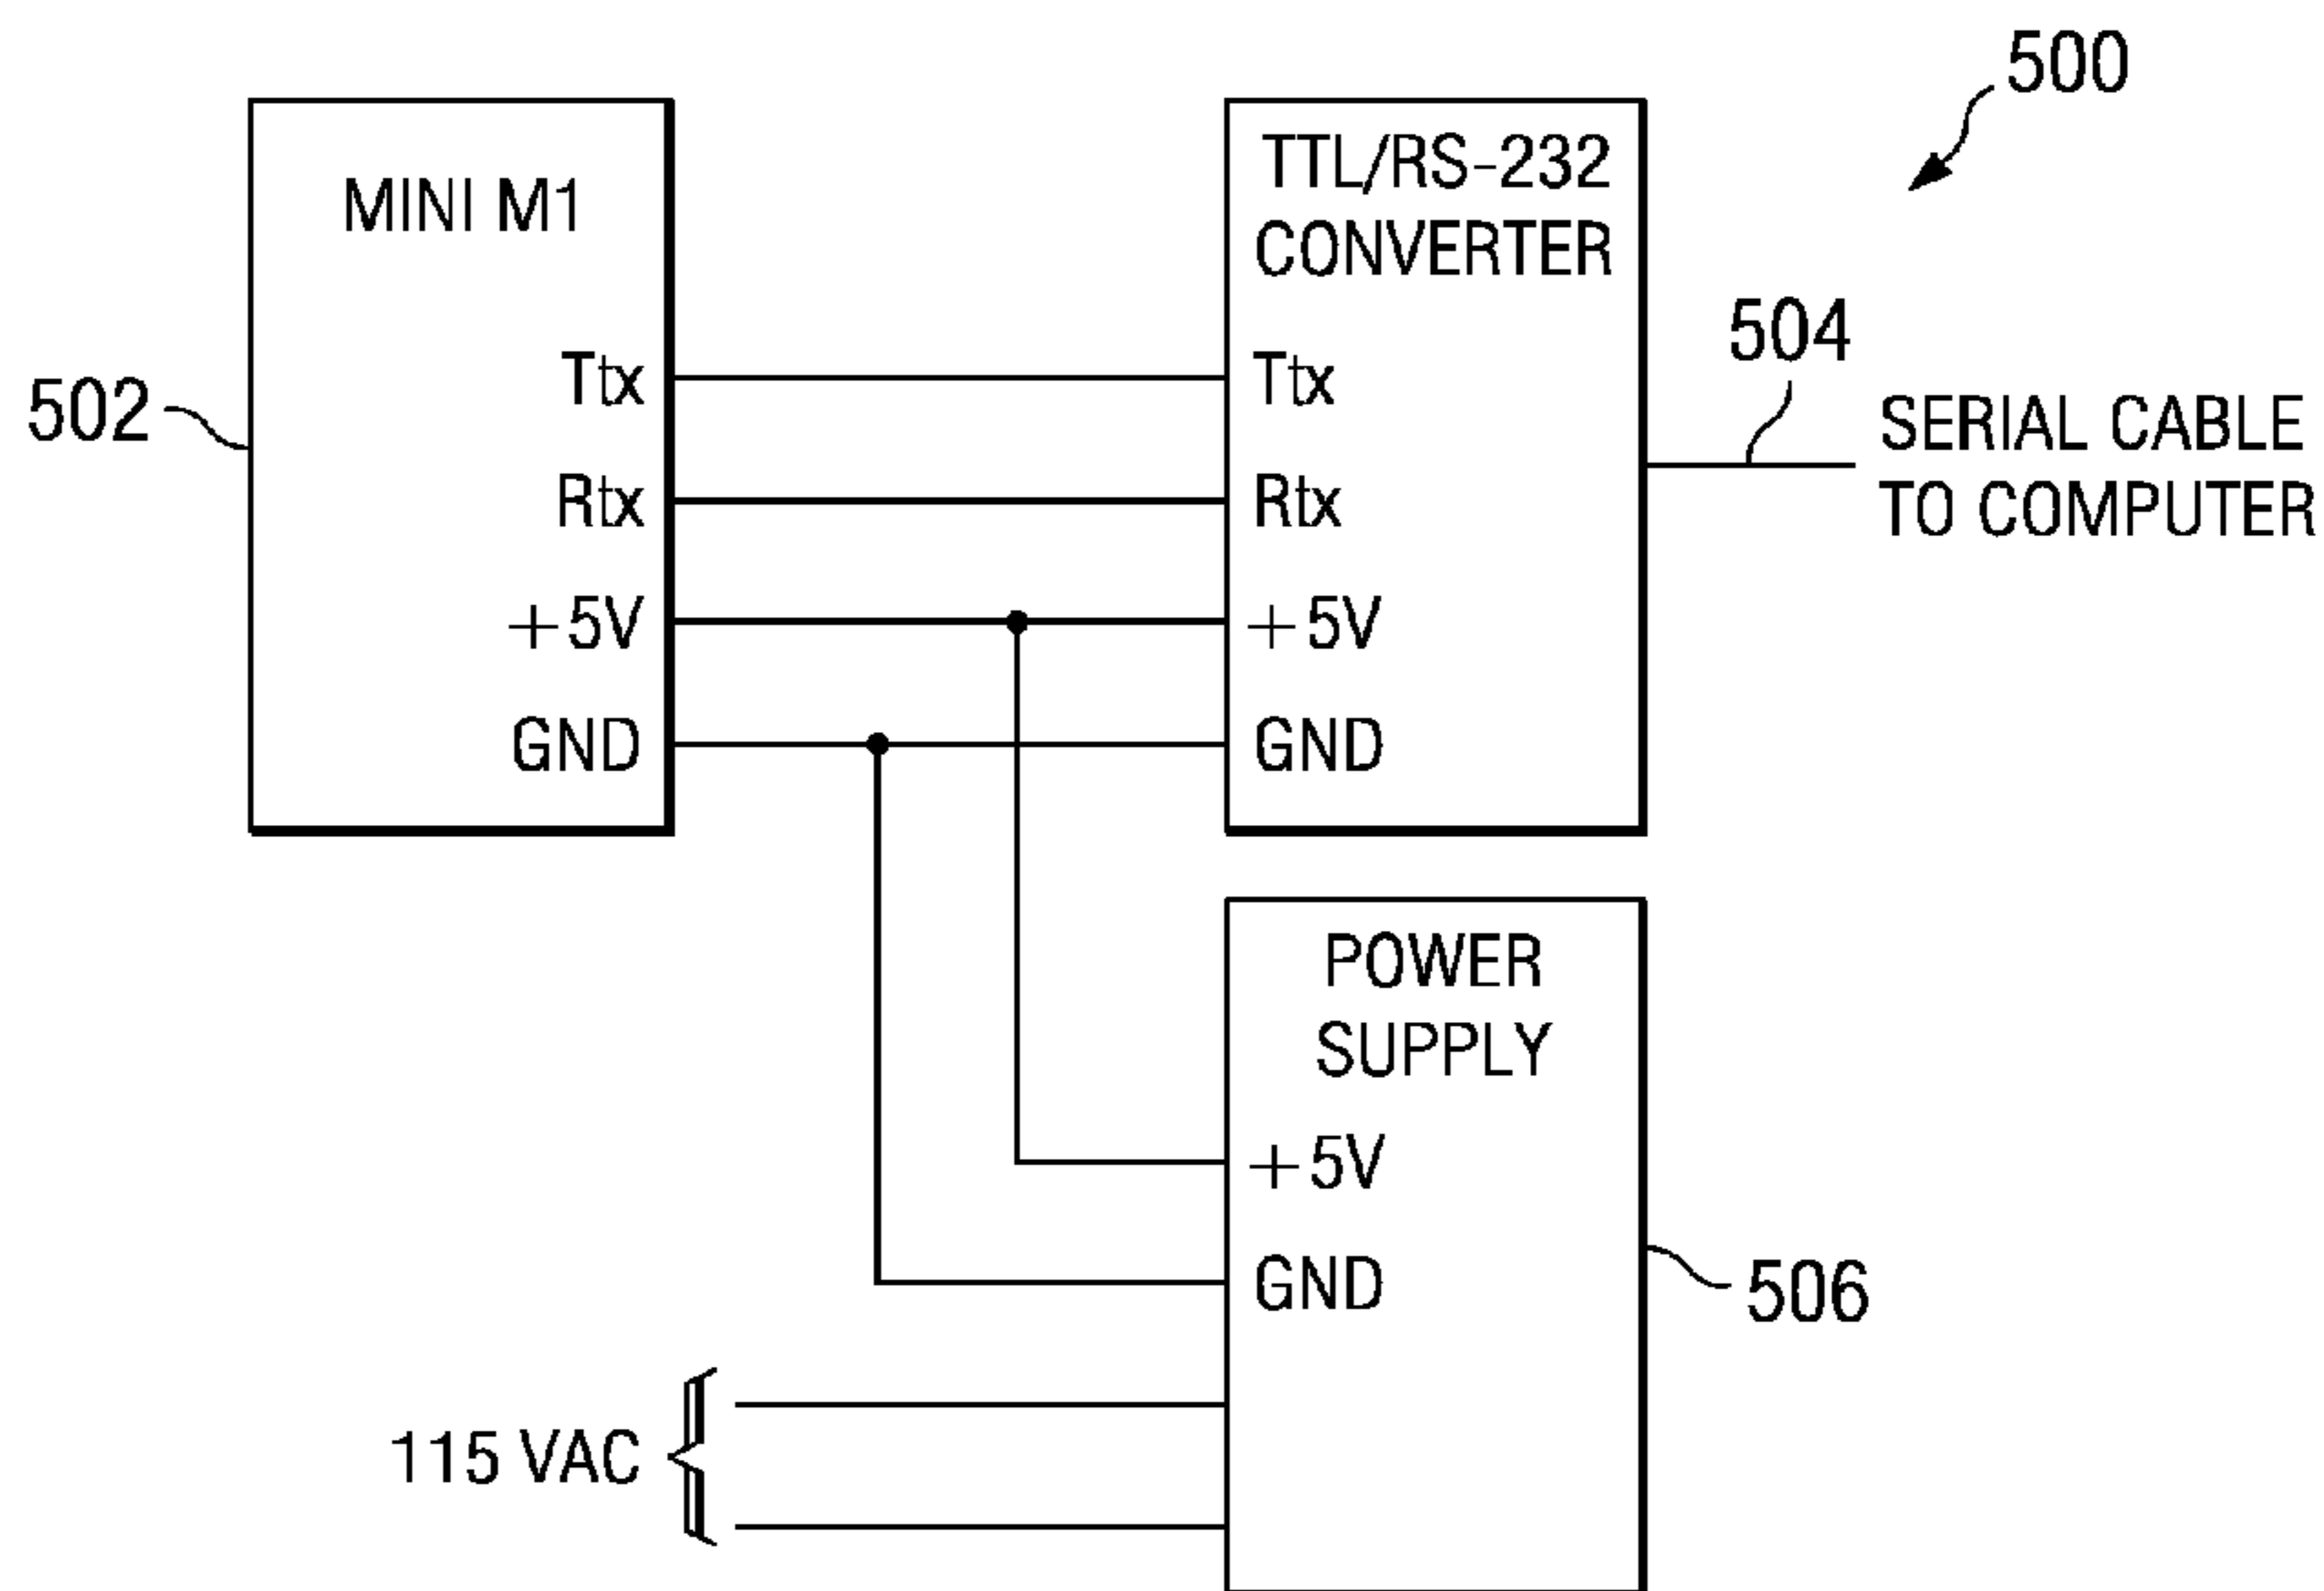 500
MINI M1
TTL/RS-232
CONVERTER
504
Ttx
Ttx
502
SERIAL CABLE
TO COMPUTER
Rtx
Rtx
+5V
+5V
GND
GND
POWER
SUPPLY
+5V
GND
506
115 VAC